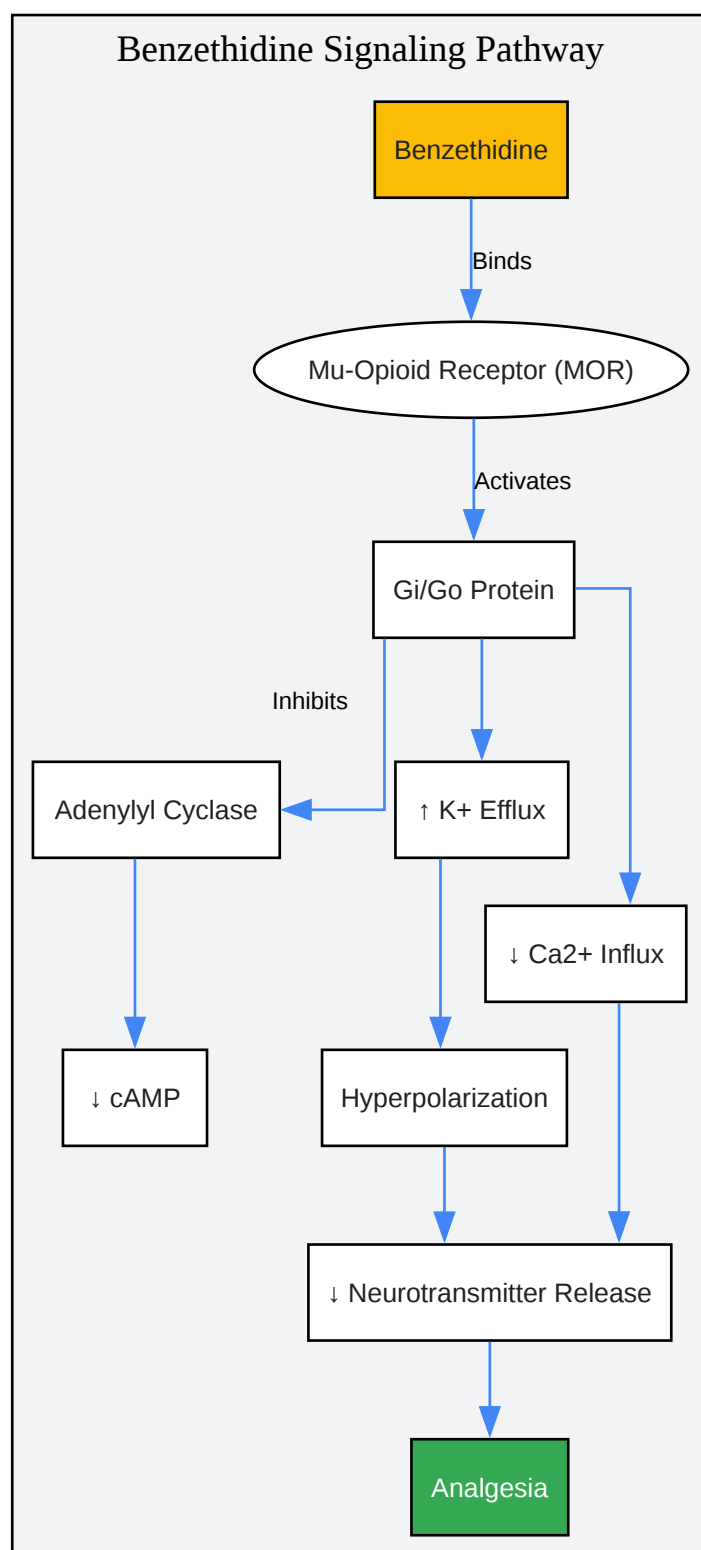 Benzethidine Signaling Pathway
Benzethidine
Binds
Mu-Opioid Receptor (MOR)
Activates
Gi/Go Protein
Inhibits
Adenylyl Cyclase
↑ K+ Efflux
↓ Ca2+ Influx
↓ cAMP
Hyperpolarization
↓ Neurotransmitter Release
Analgesia